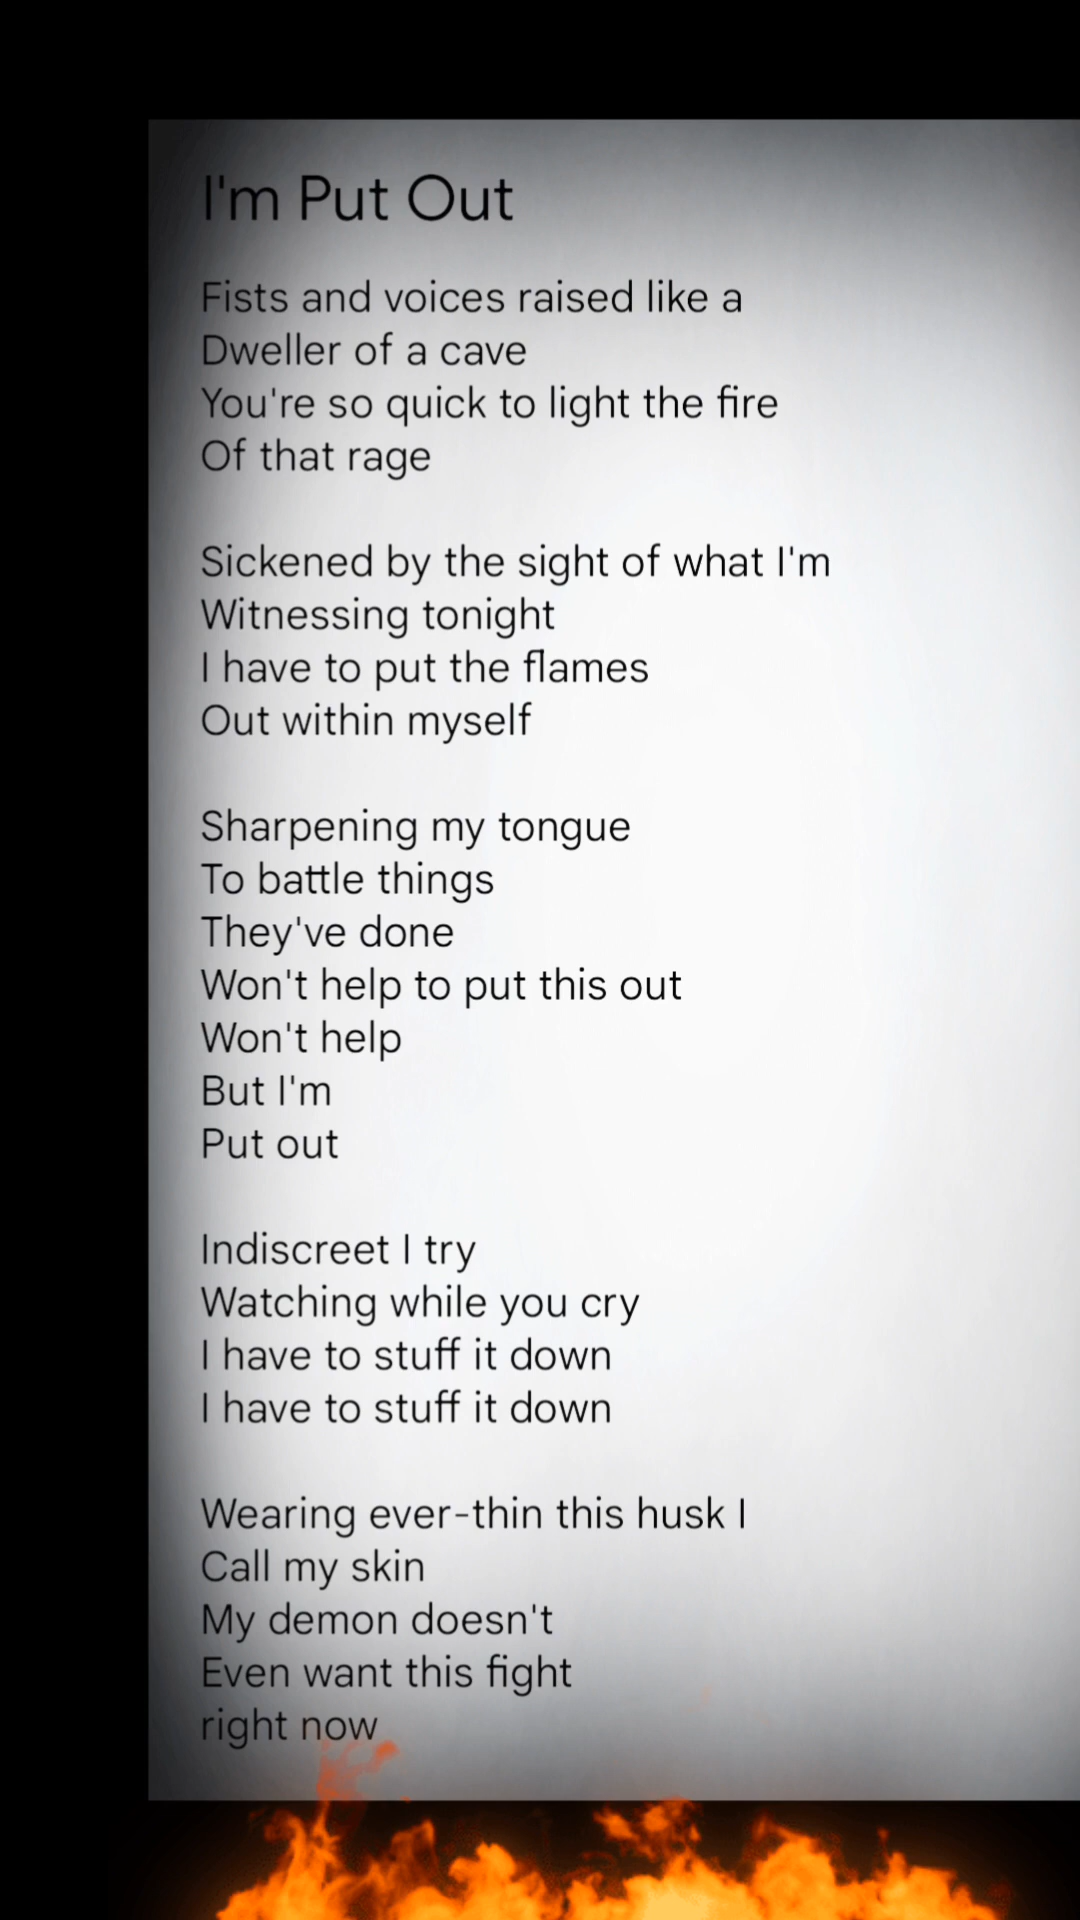 I'm Put Out
Fists and voices raised like a
Dweller of a cave
You're so quick to light the fire
Of that rage
Sickened by the sight of what I'm
Witnessing tonight
I have to put the flames
Out within myself
Sharpening my tongue
To battle things
They've done
Won't help to put this out
Won't help
But I'm
Put out
Indiscreet I try
Watching while you cry
I have to stuff it down
I have to stuff it down
Wearing ever-thin this husk I
Call my skin
My demon doesn't
Even want this fight
right now